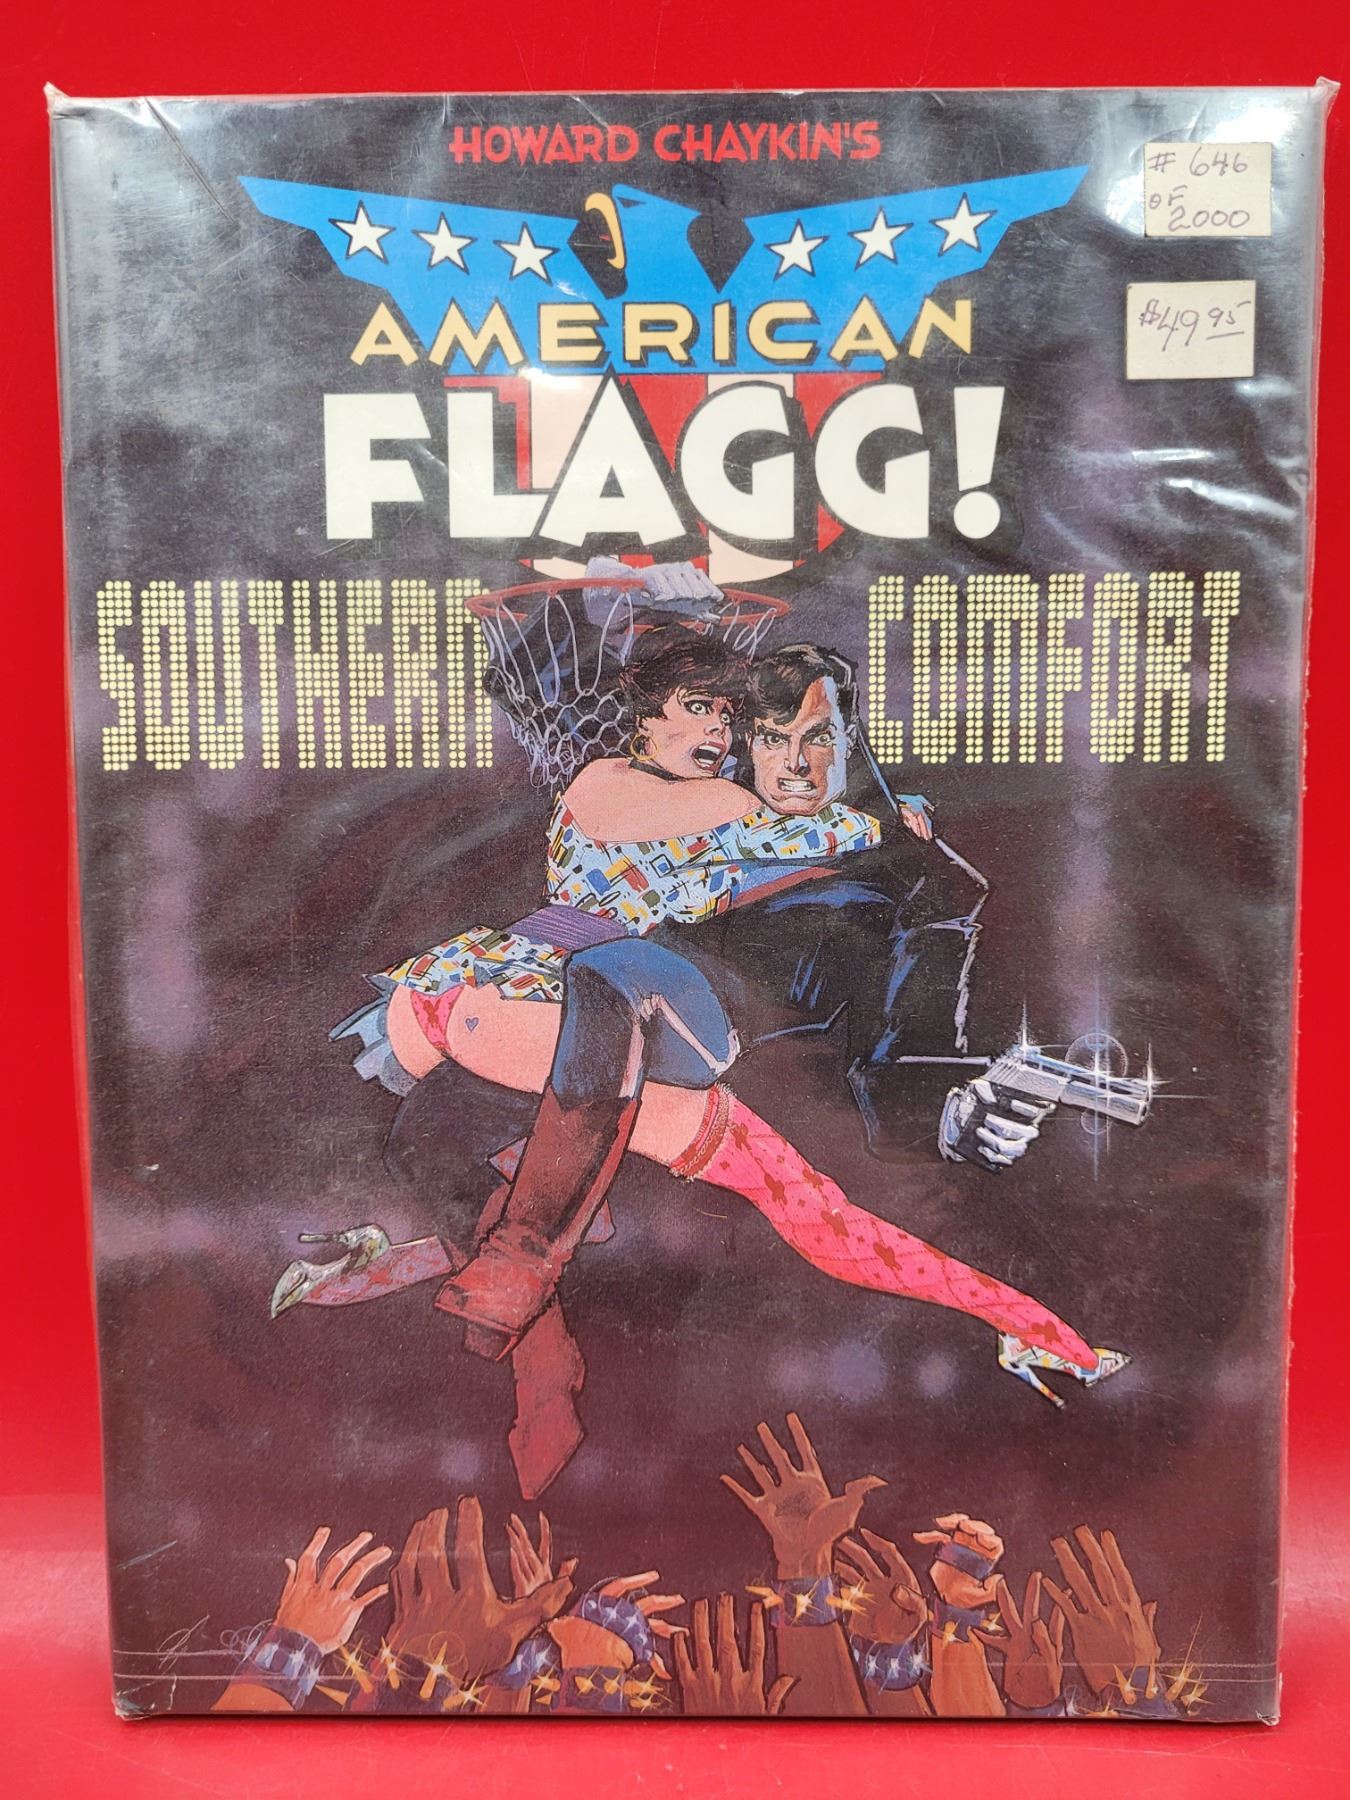 HOWARD CHAYKIN'S
# 646
OF
2000
$49.95
AMERICAN
FLAGG!
SOUTHERN COMFORT